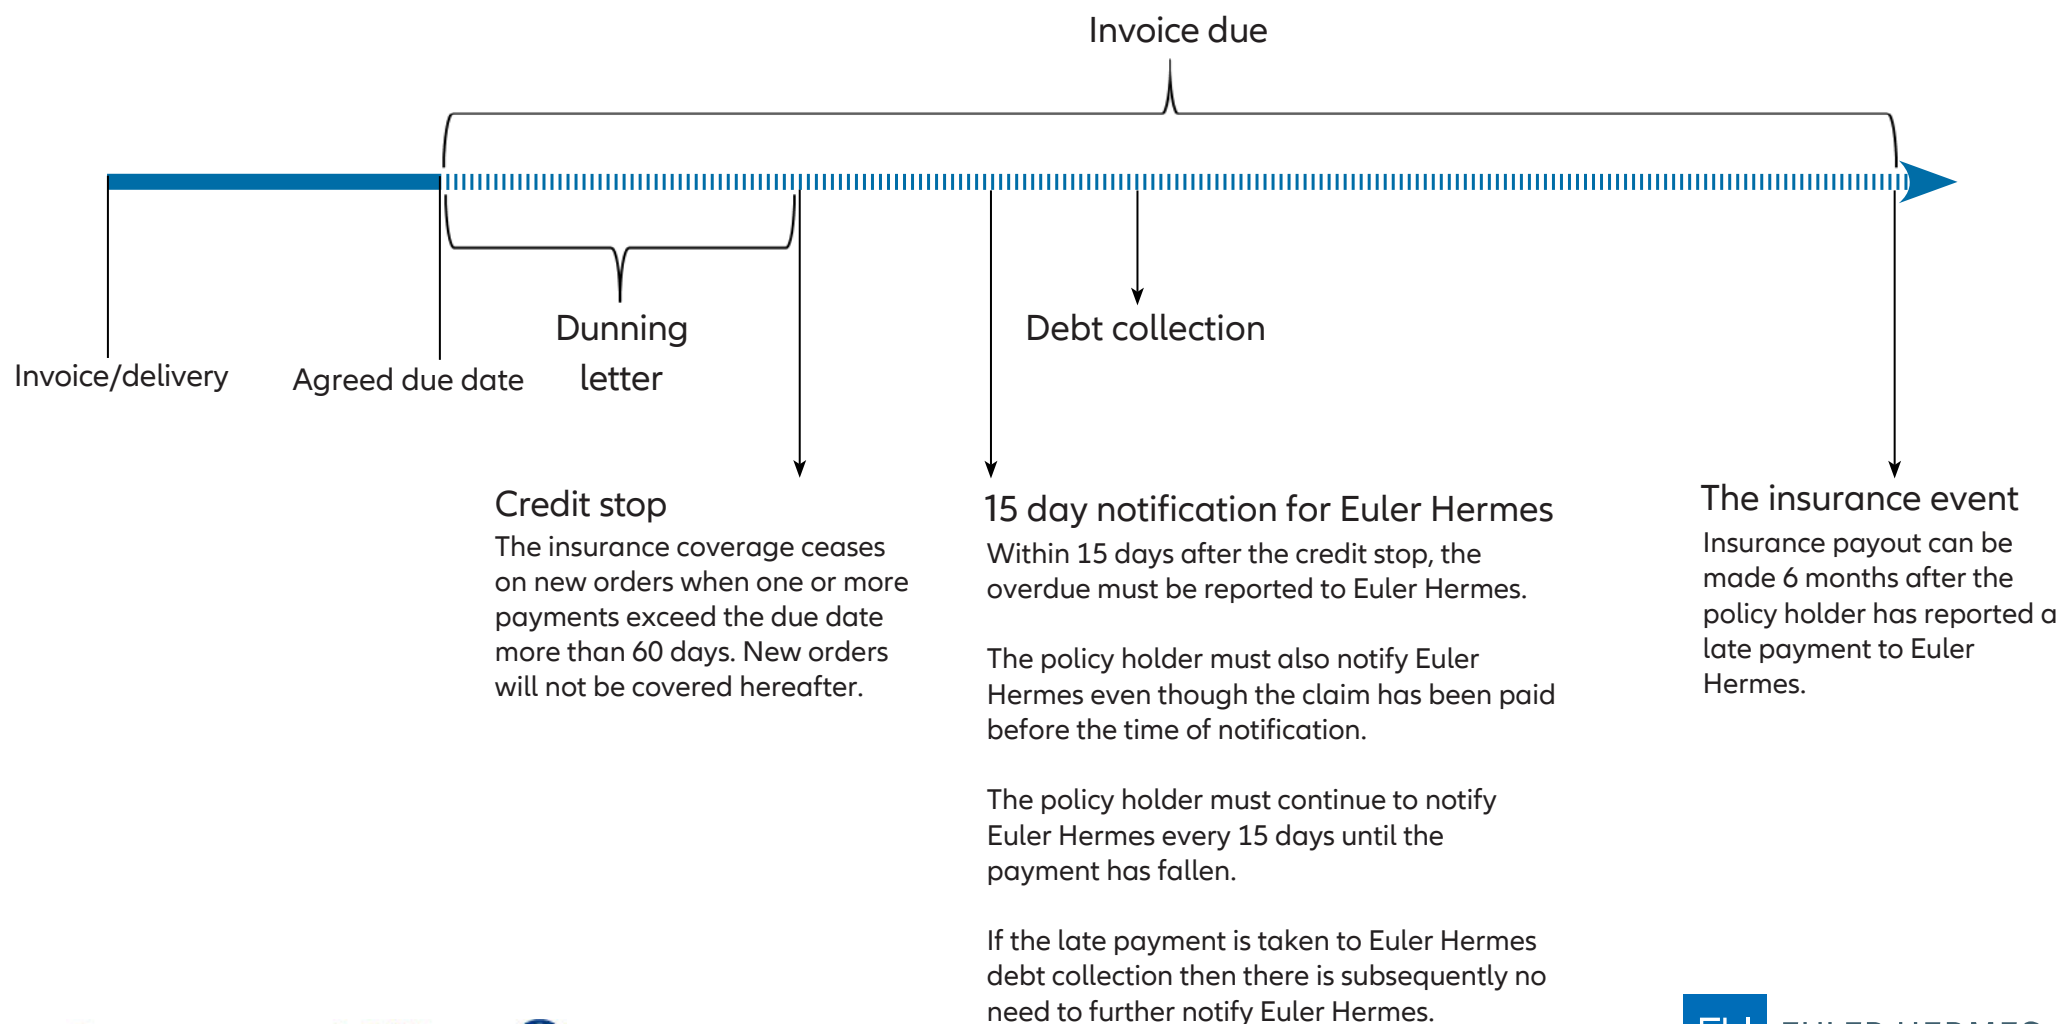 Invoice due
Invoice/delivery
Agreed due date
Dunning
letter
Debt collection
Credit stop
The insurance coverage ceases
on new orders when one or more
payments exceed the due date
more than 60 days. New orders
will not be covered hereafter.
15 day notification for Euler Hermes
Within 15 days after the credit stop, the
overdue must be reported to Euler Hermes.
The policy holder must also notify Euler
Hermes even though the claim has been paid
before the time of notification.
The policy holder must continue to notify
Euler Hermes every 15 days until the
payment has fallen.
If the late payment is taken to Euler Hermes
debt collection then there is subsequently no
need to further notify Euler Hermes.
The insurance event
Insurance payout can be
made 6 months after the
policy holder has reported a
late payment to Euler
Hermes.